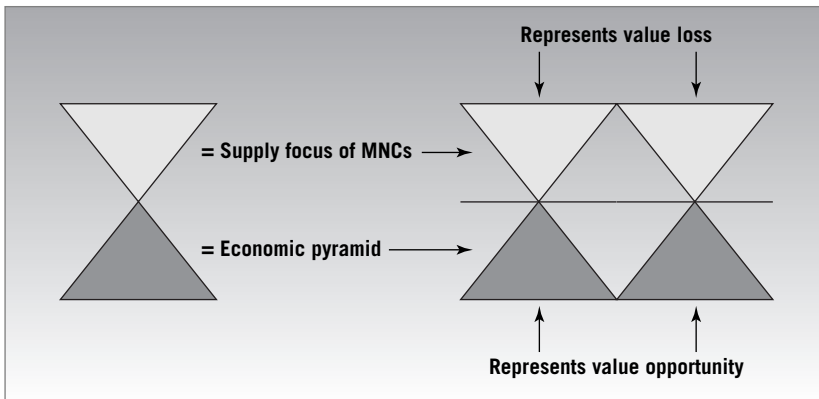 Represents value loss
= Supply focus of MNCs
= Economic pyramid
Represents value opportunity